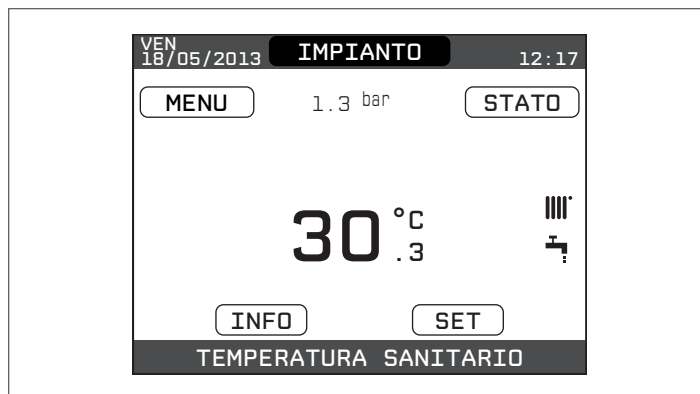 VEN
18/05/2013 IMPIANTO 12:17
MENU 1.3 bar STATO
30.3 °C
INFO SET
TEMPERATURA SANITARIO